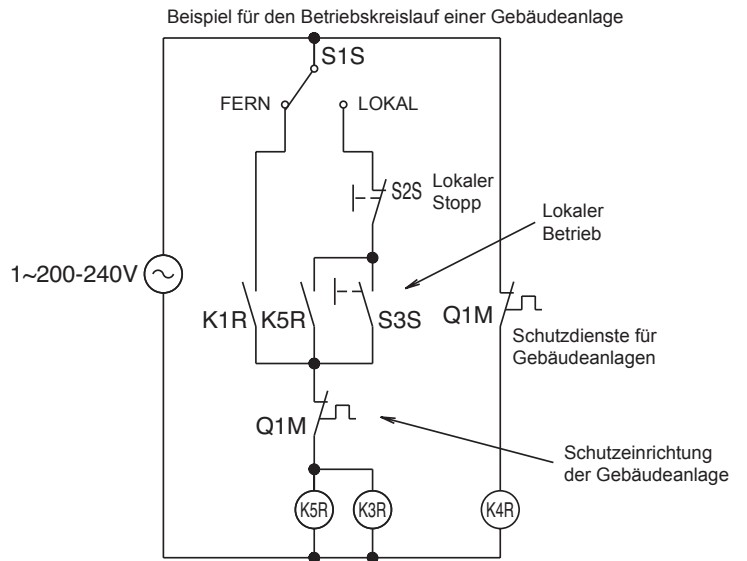 Beispiel für den Betriebskreislauf einer Gebäudeanlage
S1S
FERN
LOKAL
S2S
Lokaler
Stopp
Lokaler
Betrieb
1~200-240V
K1R
K5R
S3S
Q1M
Schutzdienste für
Gebäudeanlagen
Q1M
Schutzeinrichtung
der Gebäudeanlage
K5R
K3R
K4R